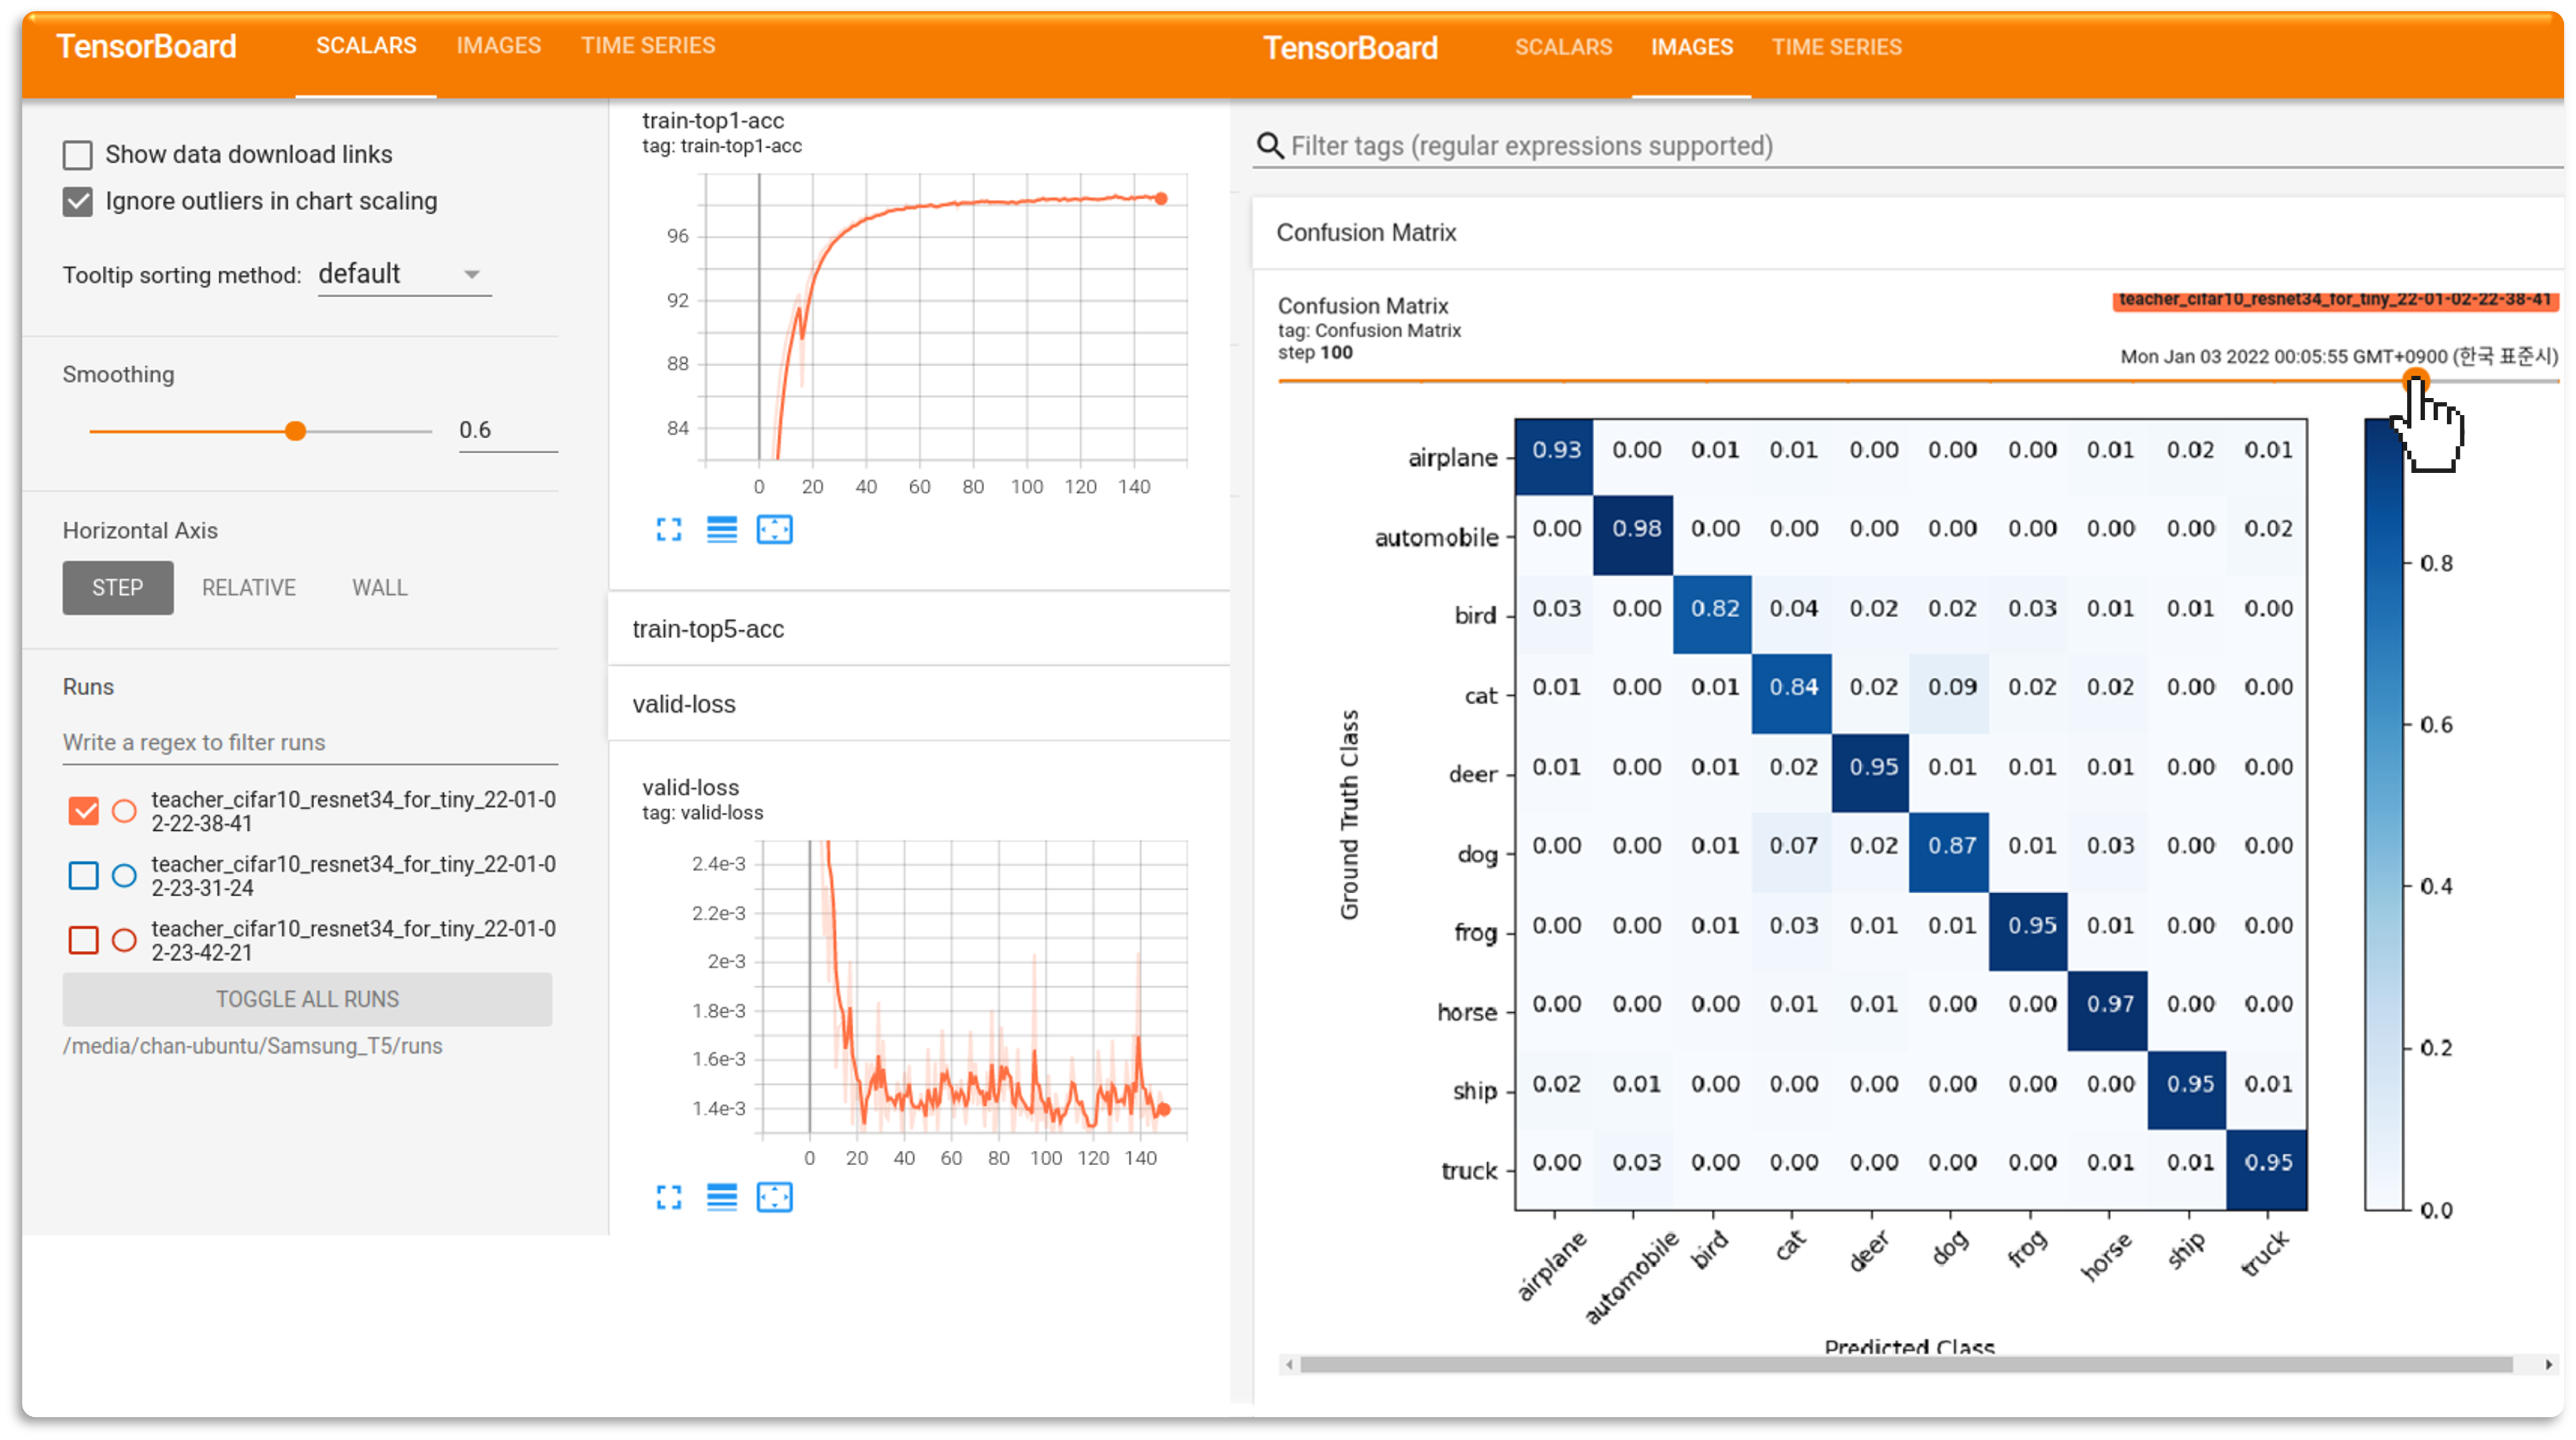 TensorBoard
SCALARS IMAGES TIME SERIES
Show data download links
Ignore outliers in chart scaling
Tooltip sorting method: default
Smoothing
0.6
Horizontal Axis
STEP RELATIVE WALL
Runs
Write a regex to filter runs
teacher_cifar10_resnet34_for_tiny_22-01-0
2-22-38-41
teacher_cifar10_resnet34_for_tiny_22-01-0
2-23-31-24
teacher_cifar10_resnet34_for_tiny_22-01-0
2-23-42-21
TOGGLE ALL RUNS
/media/chan-ubuntu/Samsung_T5/runs
train-top1-acc
tag: train-top1-acc
96
92
88
84
0 20 40 60 80 100 120 140
train-top5-acc
valid-loss
valid-loss
tag: valid-loss
2.4e-3
2.2e-3
2e-3
1.8e-3
1.6e-3
1.4e-3
0 20 40 60 80 100 120 140
TensorBoard
SCALARS IMAGES TIME SERIES
Filter tags (regular expressions supported)
Confusion Matrix
Confusion Matrix
tag: Confusion Matrix
step 100
teacher_cifar10_resnet34_for_tiny_22-01-02-22-38-41
Mon Jan 03 2022 00:05:55 GMT+0900 (한국 표준시)
Ground Truth Class
airplane 0.93 0.00 0.01 0.01 0.00 0.00 0.00 0.01 0.02 0.01
automobile 0.00 0.98 0.00 0.00 0.00 0.00 0.00 0.00 0.00 0.02
bird 0.03 0.00 0.82 0.04 0.02 0.02 0.03 0.01 0.01 0.00
cat 0.01 0.00 0.01 0.84 0.02 0.09 0.02 0.02 0.00 0.00
deer 0.01 0.00 0.01 0.02 0.95 0.01 0.01 0.01 0.00 0.00
dog 0.00 0.00 0.01 0.07 0.02 0.87 0.01 0.03 0.00 0.00
frog 0.00 0.00 0.01 0.03 0.01 0.01 0.95 0.01 0.00 0.00
horse 0.00 0.00 0.00 0.01 0.01 0.00 0.00 0.97 0.00 0.00
ship 0.02 0.01 0.00 0.00 0.00 0.00 0.00 0.00 0.95 0.01
truck 0.00 0.03 0.00 0.00 0.00 0.00 0.00 0.01 0.01 0.95
airplane automobile bird cat deer dog frog horse ship truck
Predicted Class
0.8
0.6
0.4
0.2
0.0